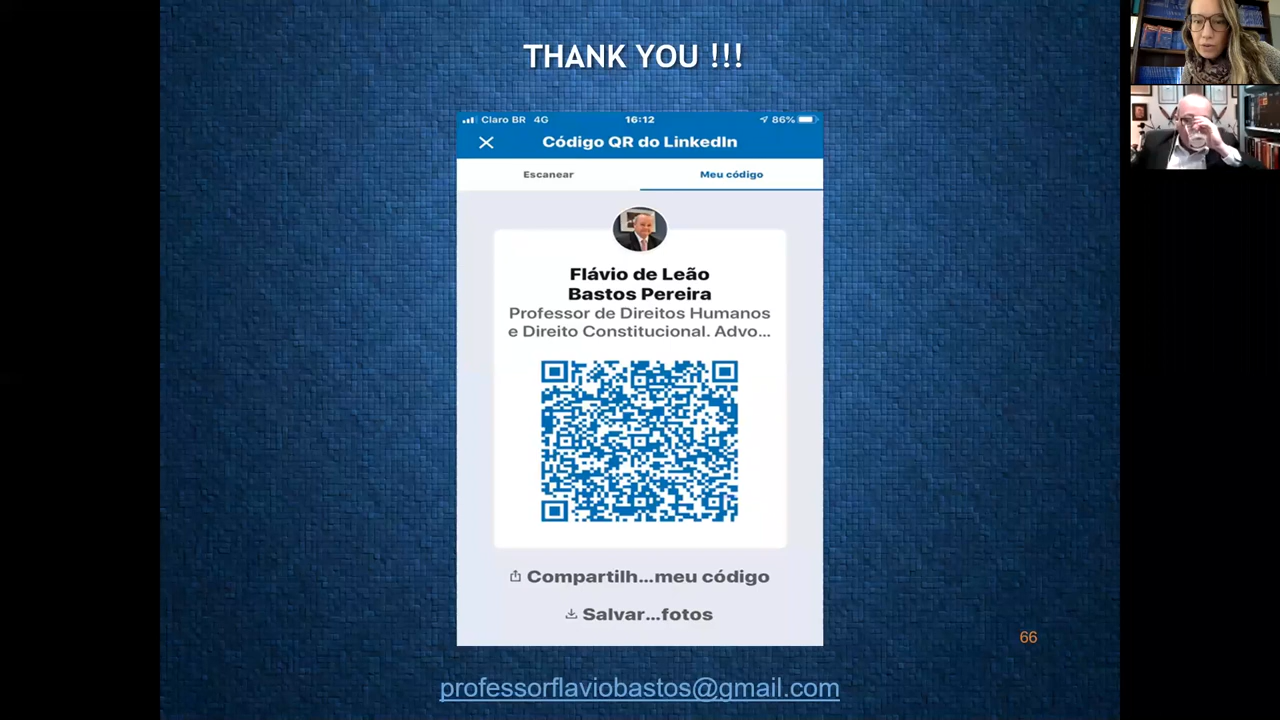 THANK YOU !!!
Claro BR 4G 16:12 86%
Código QR do LinkedIn
Escanear Meu código
Flávio de Leão
Bastos Pereira
Professor de Direitos Humanos
e Direito Constitucional. Advo...
Compartilh...meu código
Salvar...fotos
66
professorflaviobastos@gmail.com